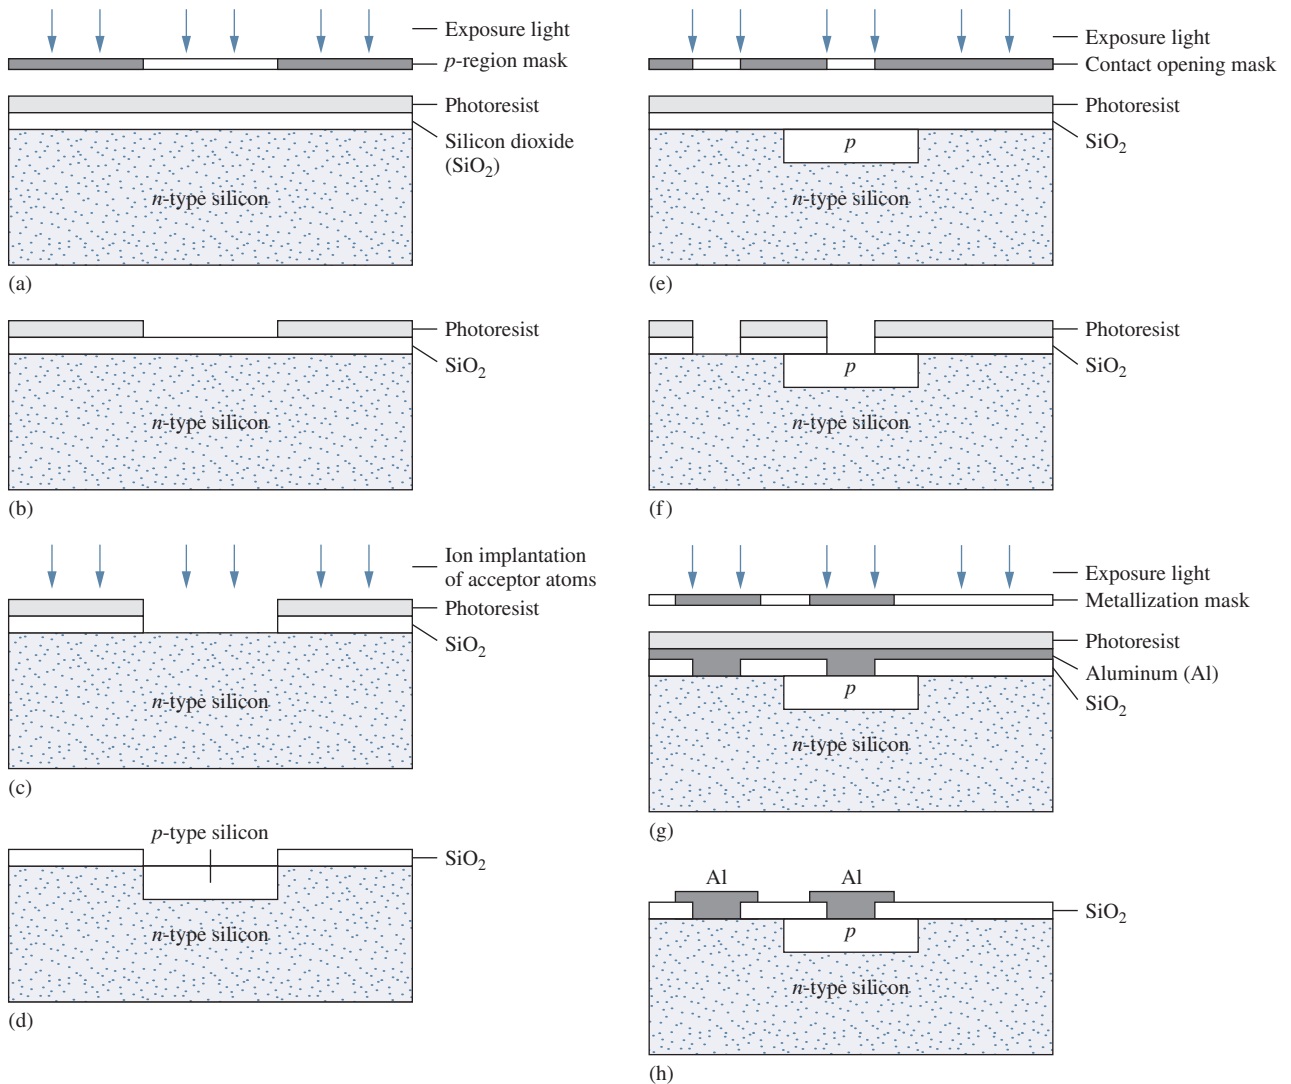 Exposure light
p-region mask
Photoresist
Silicon dioxide
(SiO2)
n-type silicon
(a)
Photoresist
SiO2
n-type silicon
(b)
Ion implantation
of acceptor atoms
Photoresist
SiO2
n-type silicon
(c)
p-type silicon
SiO2
n-type silicon
(d)
Exposure light
Contact opening mask
Photoresist
SiO2
p
n-type silicon
(e)
Photoresist
SiO2
p
n-type silicon
(f)
Exposure light
Metallization mask
Photoresist
Aluminum (Al)
SiO2
p
n-type silicon
(g)
Al Al
SiO2
p
n-type silicon
(h)